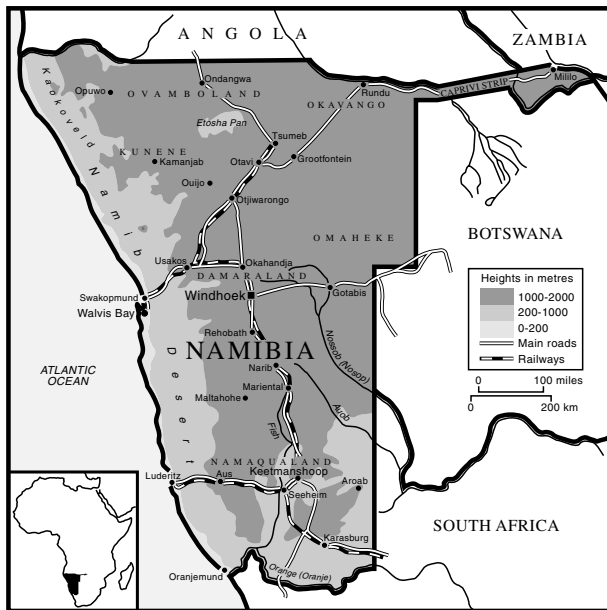 ANGOLA
ZAMBIA
Mililo
CAPRIVI STRIP
Ondangwa
Rundu
Opuwo
OVAMBOLAND
OKAVANGO
Kaokoveld
Etosha Pan
Tsumeb
KUNENE
Kamanjab
Otavi
Grootfontein
Ouijo
Otjiwarongo
Namib
OMAHEKE
BOTSWANA
Usakos
Okahandja
DAMARALAND
Heights in metres
1000-2000
200-1000
0-200
Main roads
Railways
0 100 miles
0 200 km
Swakopmund
Windhoek
Gotabis
Walvis Bay
Rehobath
Nossob (Nosop)
NAMIBIA
ATLANTIC
OCEAN
Desert
Narib
Mariental
Maltahohe
Auob
Fish
NAMAQUALAND
Keetmanshoop
Luderitz
Aus
Seeheim
Aroab
SOUTH AFRICA
Karasburg
Oranjemund
Orange (Oranje)